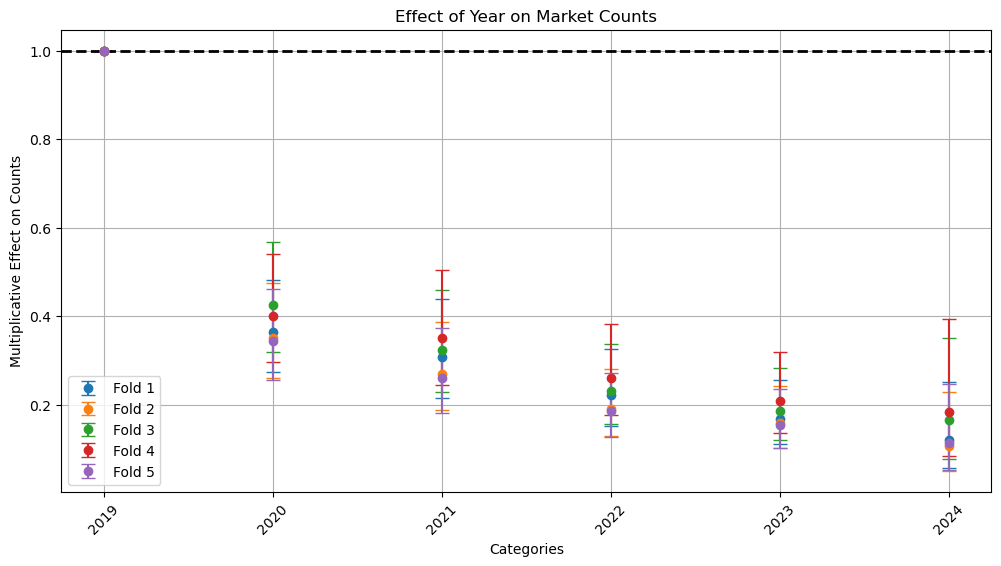 Effect of Year on Market Counts
Multiplicative Effect on Counts
1.0
0.8
0.6
0.4
0.2
Fold 1
Fold 2
Fold 3
Fold 4
Fold 5
2019
2020
2021
2022
2023
2024
Categories